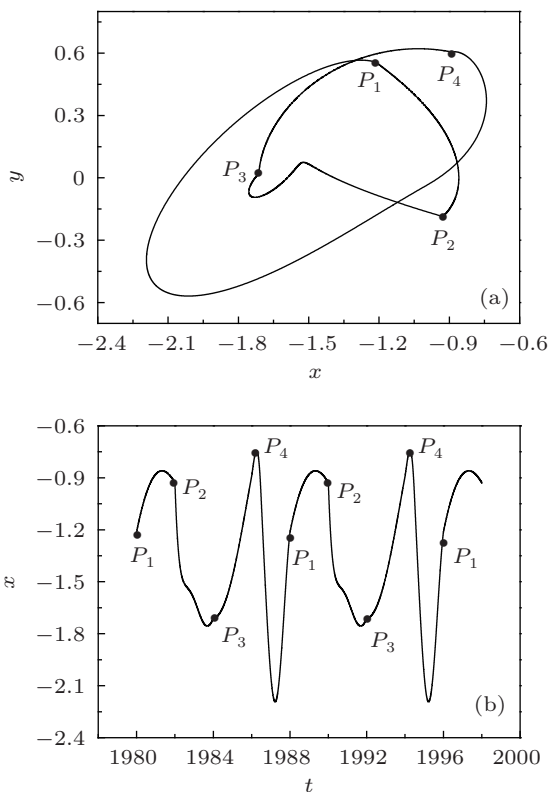 0.6
P1
P4
0.3
y
0
P3
P2
−0.3
−0.6
(a)
−2.4 −2.1 −1.8 −1.5 −1.2 −0.9 −0.6
x
−0.6
P4 P4
−0.9
P2 P2
−1.2
P1 P1 P1
x
−1.5
P3 P3
−1.8
−2.1
(b)
−2.4
1980 1984 1988 1992 1996 2000
t